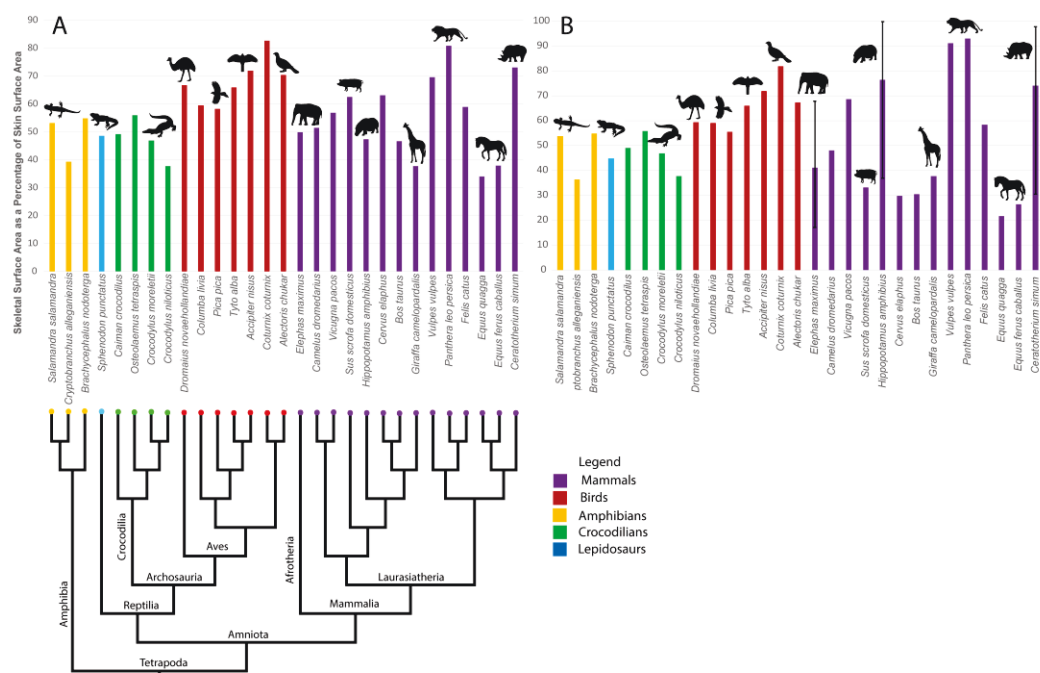 A
Skeletal Surface Area as a Percentage of Skin Surface Area
90
80
70
60
50
40
30
20
10
0
Salamandra salamandra
Cryptobranchus alleganiensis
Brachycephalus nodoterga
Sphenodon punctatus
Caiman crocodilus
Osteolaemus tetraspis
Crocodylus moreletii
Crocodylus niloticus
Dromaius novaehollandiae
Columba livia
Pica pica
Tyto alba
Accipiter nisus
Coturnix coturnix
Alectoris chukar
Elephas maximus
Camelus dromedarius
Vicugna pacos
Sus scrofa domesticus
Hippopotamus amphibius
Cervus elaphus
Bos taurus
Giraffa camelopardalis
Vulpes vulpes
Panthera leo persica
Felis catus
Equus quagga
Equus ferus caballus
Ceratotherium simum
B
100
90
80
70
60
50
40
30
20
10
0
Salamandra salamandra
ptobranchus alleganiensis
Brachycephalus nodoterga
Sphenodon punctatus
Caiman crocodilus
Osteolaemus tetraspis
Crocodylus moreletii
Crocodylus niloticus
Dromaius novaehollandiae
Columba livia
Pica pica
Tyto alba
Accipiter nisus
Coturnix coturnix
Alectoris chukar
Elephas maximus
Camelus dromedarius
Vicugna pacos
Sus scrofa domesticus
Hippopotamus amphibius
Cervus elaphus
Bos taurus
Giraffa camelopardalis
Vulpes vulpes
Panthera leo persica
Felis catus
Equus quagga
Equus ferus caballus
Ceratotherium simum
Amphibia
Crocodilia
Aves
Archosauria
Reptilia
Afrotheria
Laurasiatheria
Mammalia
Amniota
Tetrapoda
Legend
Mammals
Birds
Amphibians
Crocodilians
Lepidosaurs